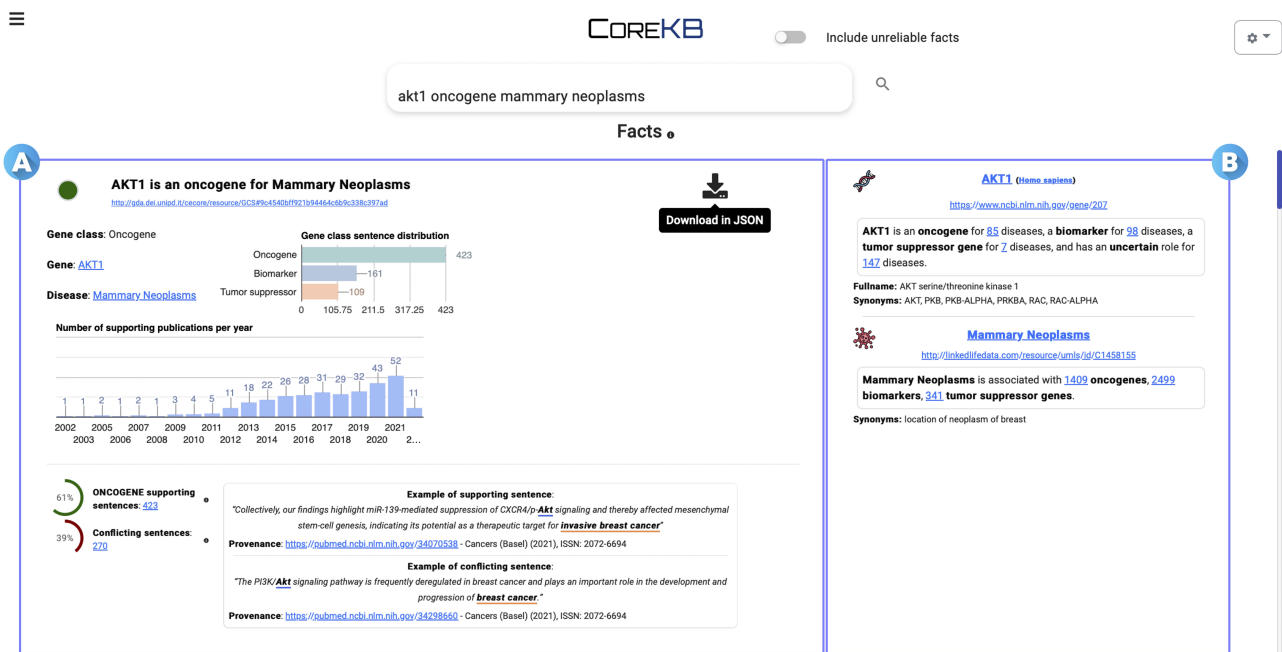 COREKB
Include unreliable facts
akt1 oncogene mammary neoplasms
Facts
A
B
AKT1 is an oncogene for Mammary Neoplasms
http://gda.dei.unipd.it/cecore/resource/GCS#9c4540bff921b94464c6b9c338c397ad
Download in JSON
Gene class: Oncogene
Gene: AKT1
Disease: Mammary Neoplasms
Gene class sentence distribution
Oncogene 423
Biomarker 161
Tumor suppressor 109
0 105.75 211.5 317.25 423
Number of supporting publications per year
1 1 2 1 2 1 3 4 5 11 18 22 26 28 31 29 32 43 52 11
2002 2005 2007 2009 2011 2013 2015 2017 2019 2021
2003 2006 2008 2010 2012 2014 2016 2018 2020 2...
61% ONCOGENE supporting
sentences: 423
39% Conflicting sentences:
270
Example of supporting sentence:
"Collectively, our findings highlight miR-139-mediated suppression of CXCR4/p-Akt signaling and thereby affected mesenchymal
stem-cell genesis, indicating its potential as a therapeutic target for invasive breast cancer"
Provenance: https://pubmed.ncbi.nlm.nih.gov/34070538 - Cancers (Basel) (2021), ISSN: 2072-6694
Example of conflicting sentence:
"The PI3K/Akt signaling pathway is frequently deregulated in breast cancer and plays an important role in the development and
progression of breast cancer."
Provenance: https://pubmed.ncbi.nlm.nih.gov/34298660 - Cancers (Basel) (2021), ISSN: 2072-6694
AKT1 (Homo sapiens)
https://www.ncbi.nlm.nih.gov/gene/207
AKT1 is an oncogene for 85 diseases, a biomarker for 98 diseases, a
tumor suppressor gene for 7 diseases, and has an uncertain role for
147 diseases.
Fullname: AKT serine/threonine kinase 1
Synonyms: AKT, PKB, PKB-ALPHA, PRKBA, RAC, RAC-ALPHA
Mammary Neoplasms
http://linkedlifedata.com/resource/umls/id/C1458155
Mammary Neoplasms is associated with 1409 oncogenes, 2499
biomarkers, 341 tumor suppressor genes.
Synonyms: location of neoplasm of breast